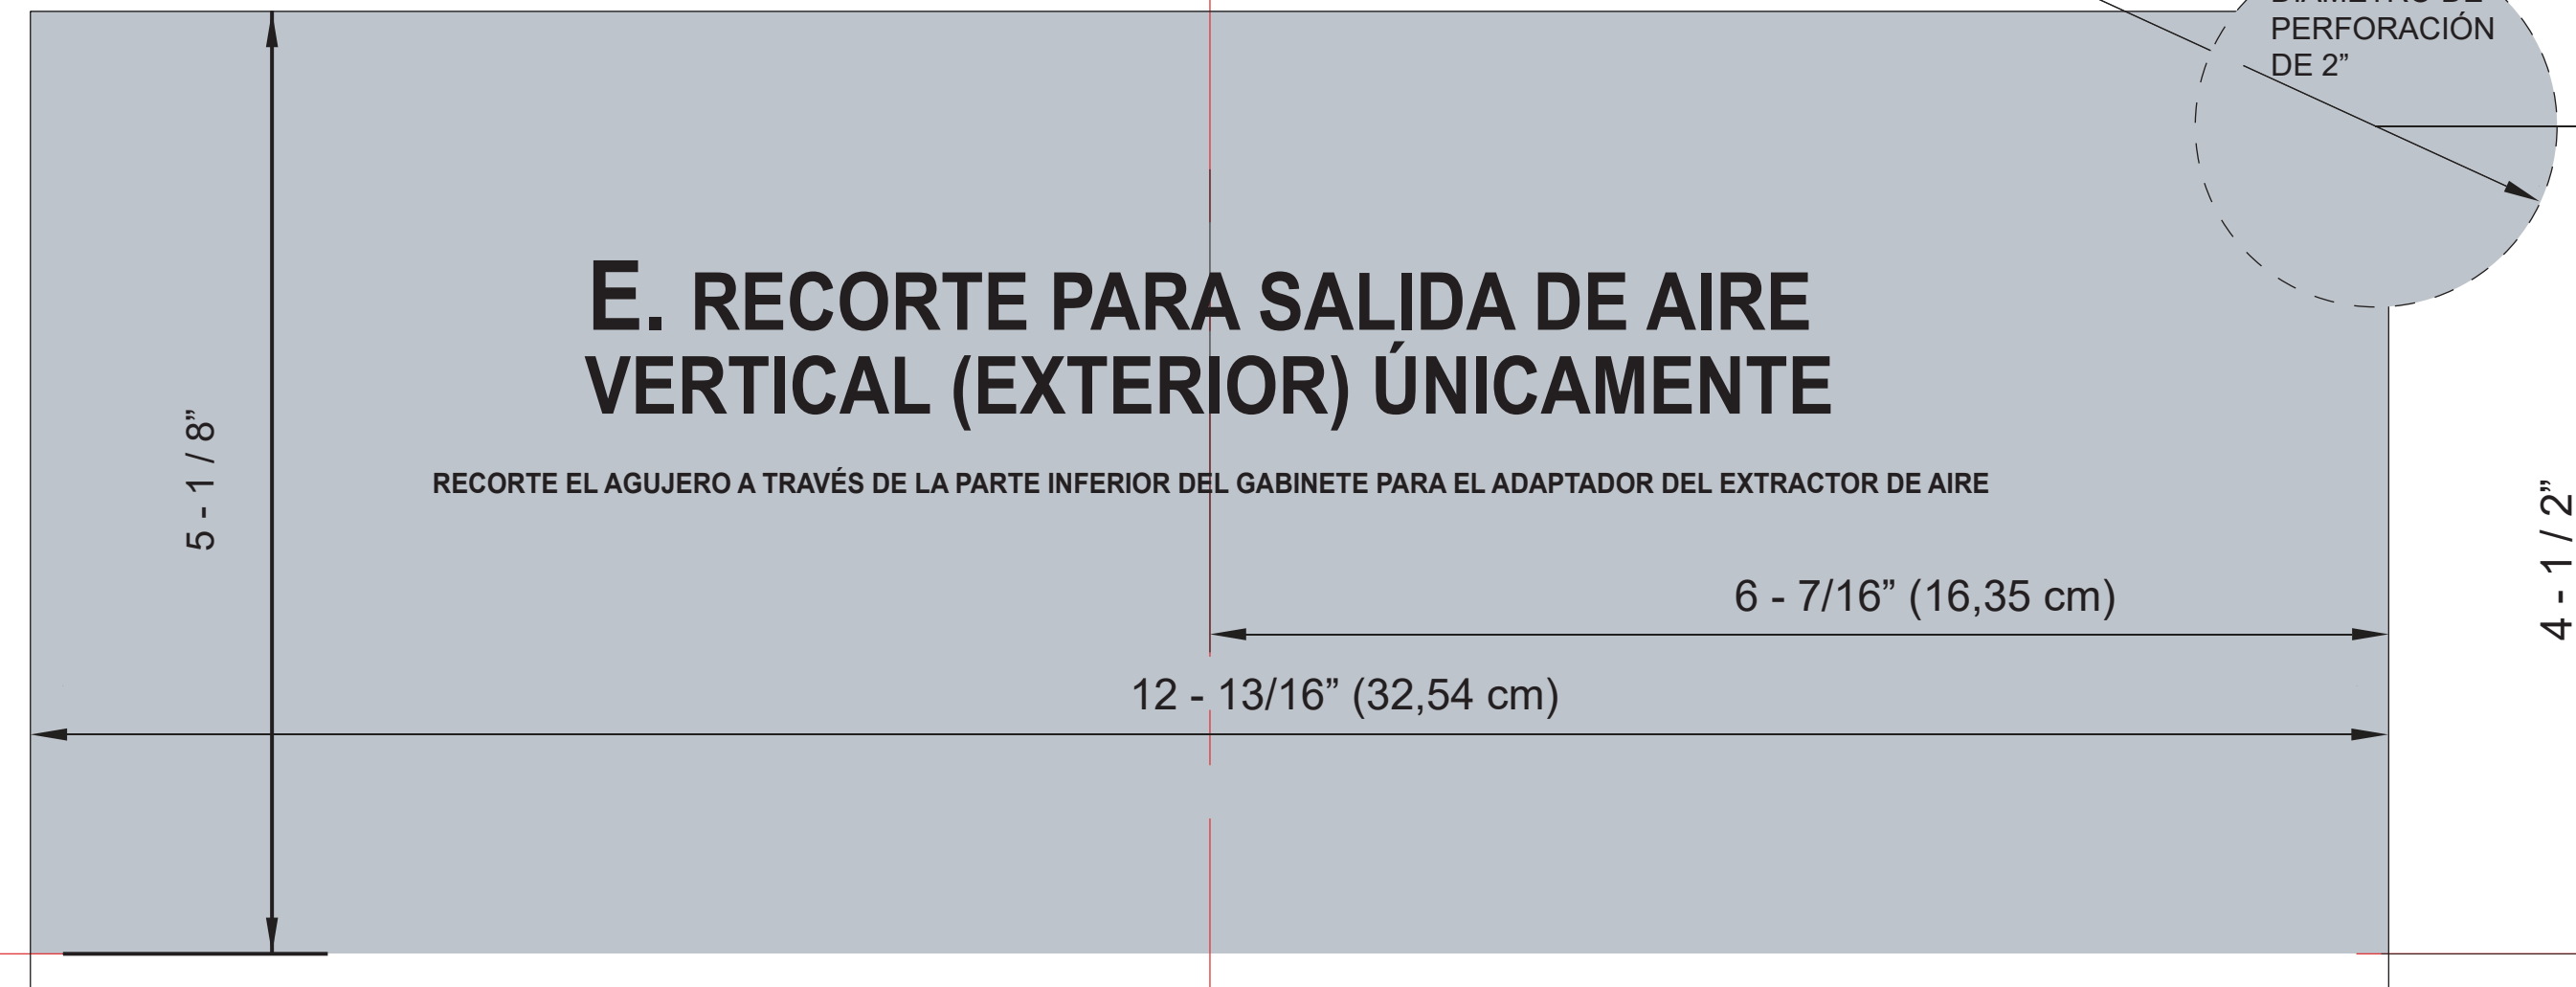 DIÁMETRO DE
PERFORACIÓN
DE 2”
E. RECORTE PARA SALIDA DE AIRE
VERTICAL (EXTERIOR) ÚNICAMENTE
5 - 1 / 8”
RECORTE EL AGUJERO A TRAVÉS DE LA PARTE INFERIOR DEL GABINETE PARA EL ADAPTADOR DEL EXTRACTOR DE AIRE
4 - 1 / 2”
6 - 7/16” (16,35 cm)
12 - 13/16” (32,54 cm)